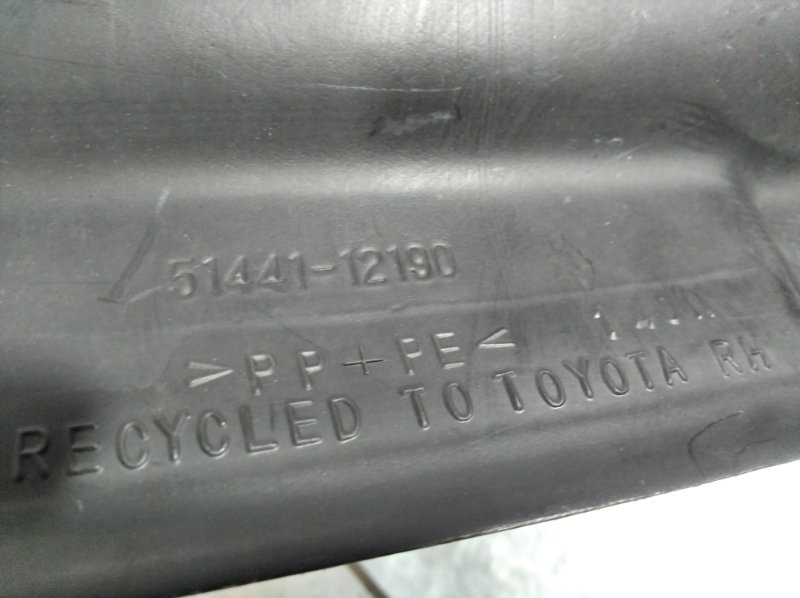 51441-12190
>PP+PE<
RECYCLED TO TOYOTA RH